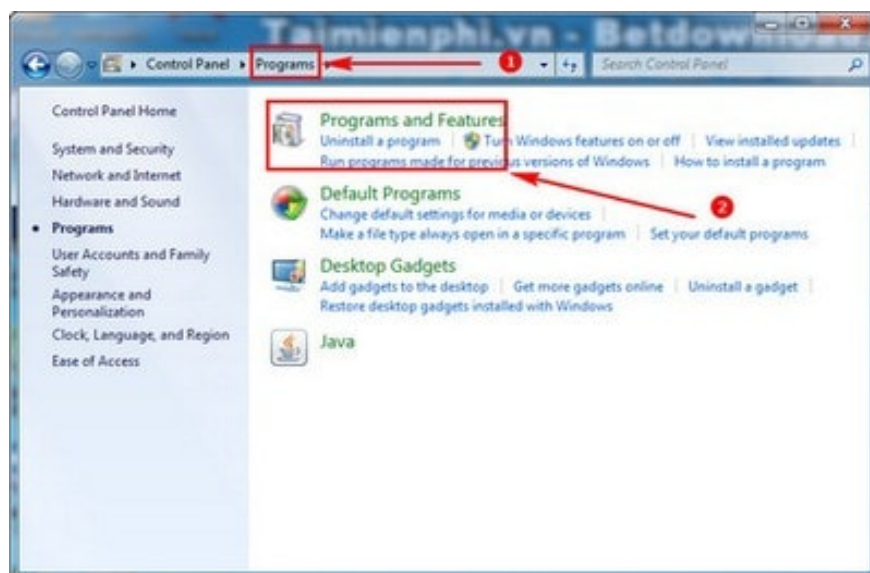 Taimienphi.vn - Betdownload
Control Panel Programs 1 Search Control Panel
Control Panel Home
System and Security
Network and Internet
Hardware and Sound
Programs
User Accounts and Family
Safety
Appearance and
Personalization
Clock, Language, and Region
Ease of Access
Programs and Features
Uninstall a program Turn Windows features on or off View installed updates
Run programs made for previous versions of Windows How to install a program
2
Default Programs
Change default settings for media or devices
Make a file type always open in a specific program Set your default programs
Desktop Gadgets
Add gadgets to the desktop Get more gadgets online Uninstall a gadget
Restore desktop gadgets installed with Windows
Java